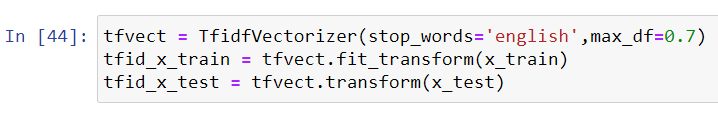 In [44]: tfvect = TfidfVectorizer(stop_words='english',max_df=0.7)
tfid_x_train = tfvect.fit_transform(x_train)
tfid_x_test = tfvect.transform(x_test)